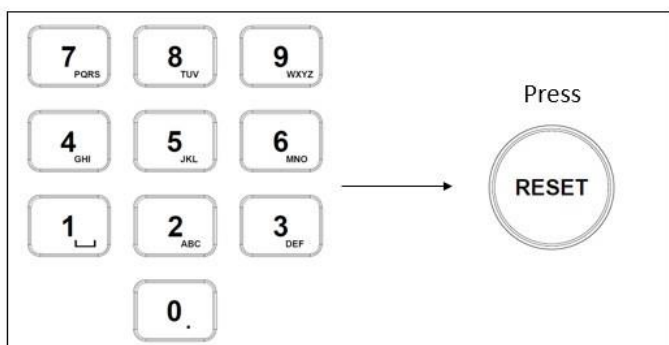 7 PQRS 8 TUV 9 WXYZ
Press
4 GHI 5 JKL 6 MNO
RESET
1 2 ABC 3 DEF
0 .